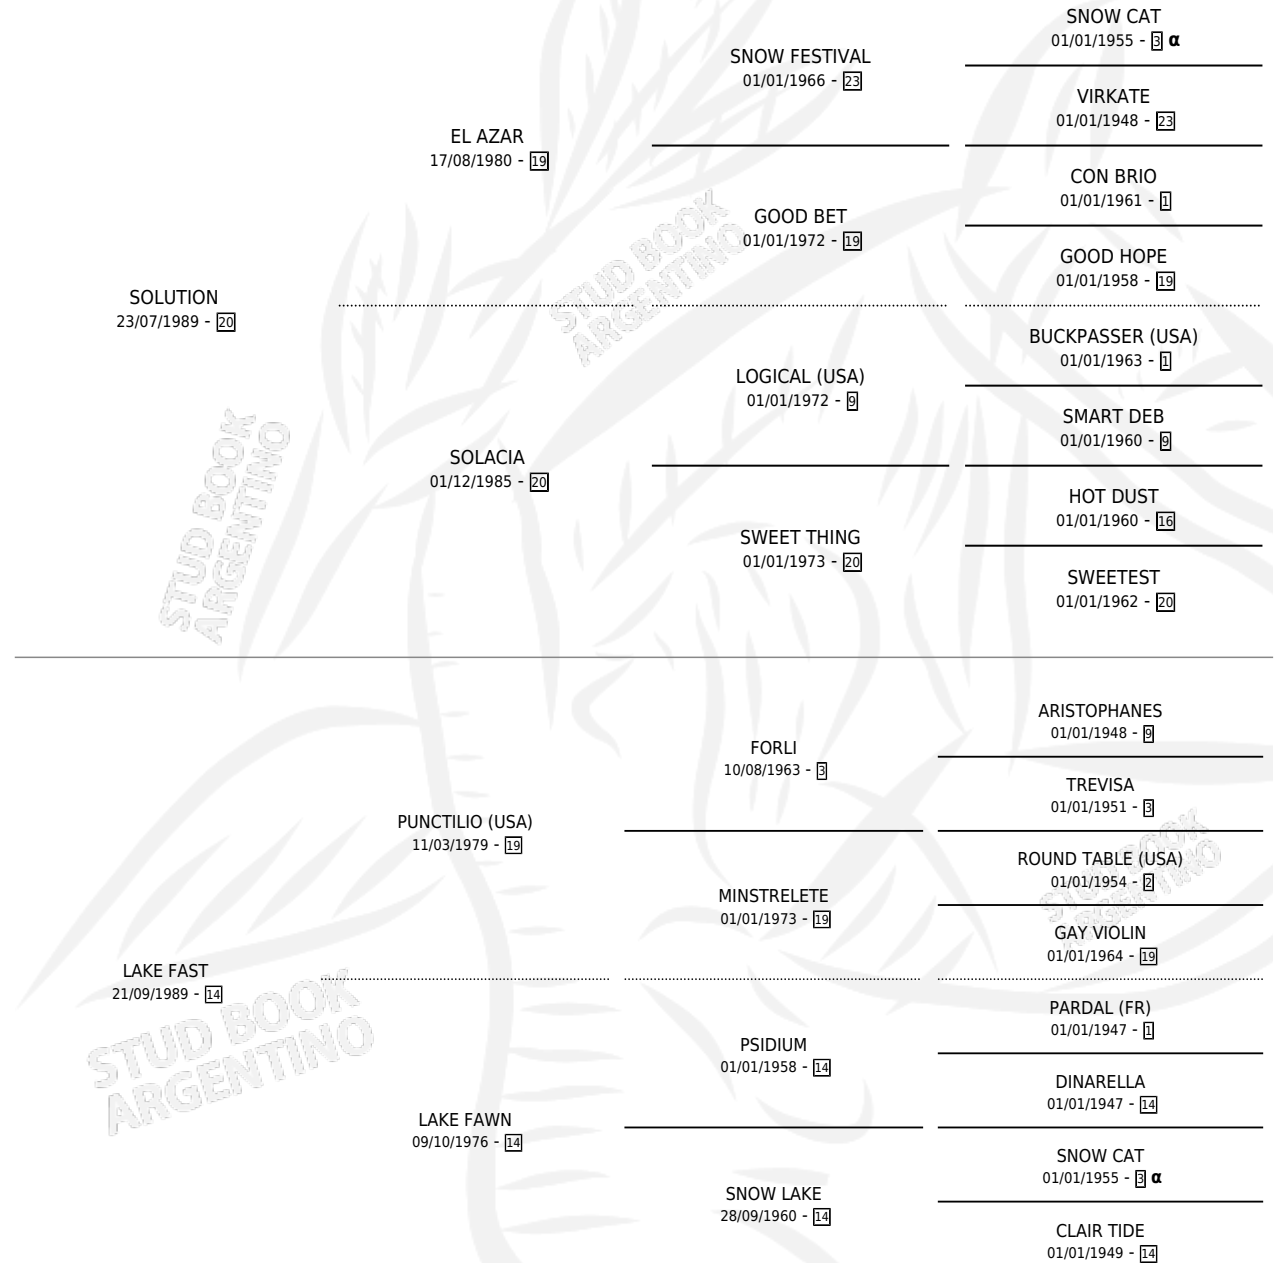 SNOW CAT
01/01/1955 - 3 α
SNOW FESTIVAL
01/01/1966 - 23
VIRKATE
01/01/1948 - 23
EL AZAR
17/08/1980 - 19
CON BRIO
01/01/1961 - 1
GOOD BET
01/01/1972 - 19
GOOD HOPE
01/01/1958 - 19
SOLUTION
23/07/1989 - 20
BUCKPASSER (USA)
01/01/1963 - 1
LOGICAL (USA)
01/01/1972 - 9
SMART DEB
01/01/1960 - 9
SOLACIA
01/12/1985 - 20
HOT DUST
01/01/1960 - 16
SWEET THING
01/01/1973 - 20
SWEETEST
01/01/1962 - 20
STUD BOOK
ARGENTINO
STUD BOOK
ARGENTINO
ARISTOPHANES
01/01/1948 - 9
FORLI
10/08/1963 - 3
TREVISA
01/01/1951 - 3
PUNCTILIO (USA)
11/03/1979 - 19
ROUND TABLE (USA)
01/01/1954 - 2
MINSTRELETE
01/01/1973 - 19
GAY VIOLIN
01/01/1964 - 19
LAKE FAST
21/09/1989 - 14
PARDAL (FR)
01/01/1947 - 1
PSIDIUM
01/01/1958 - 14
DINARELLA
01/01/1947 - 14
LAKE FAWN
09/10/1976 - 14
SNOW CAT
01/01/1955 - 3 α
SNOW LAKE
28/09/1960 - 14
CLAIR TIDE
01/01/1949 - 14
STUD BOOK
ARGENTINO
STUD BOOK
ARGENTINO